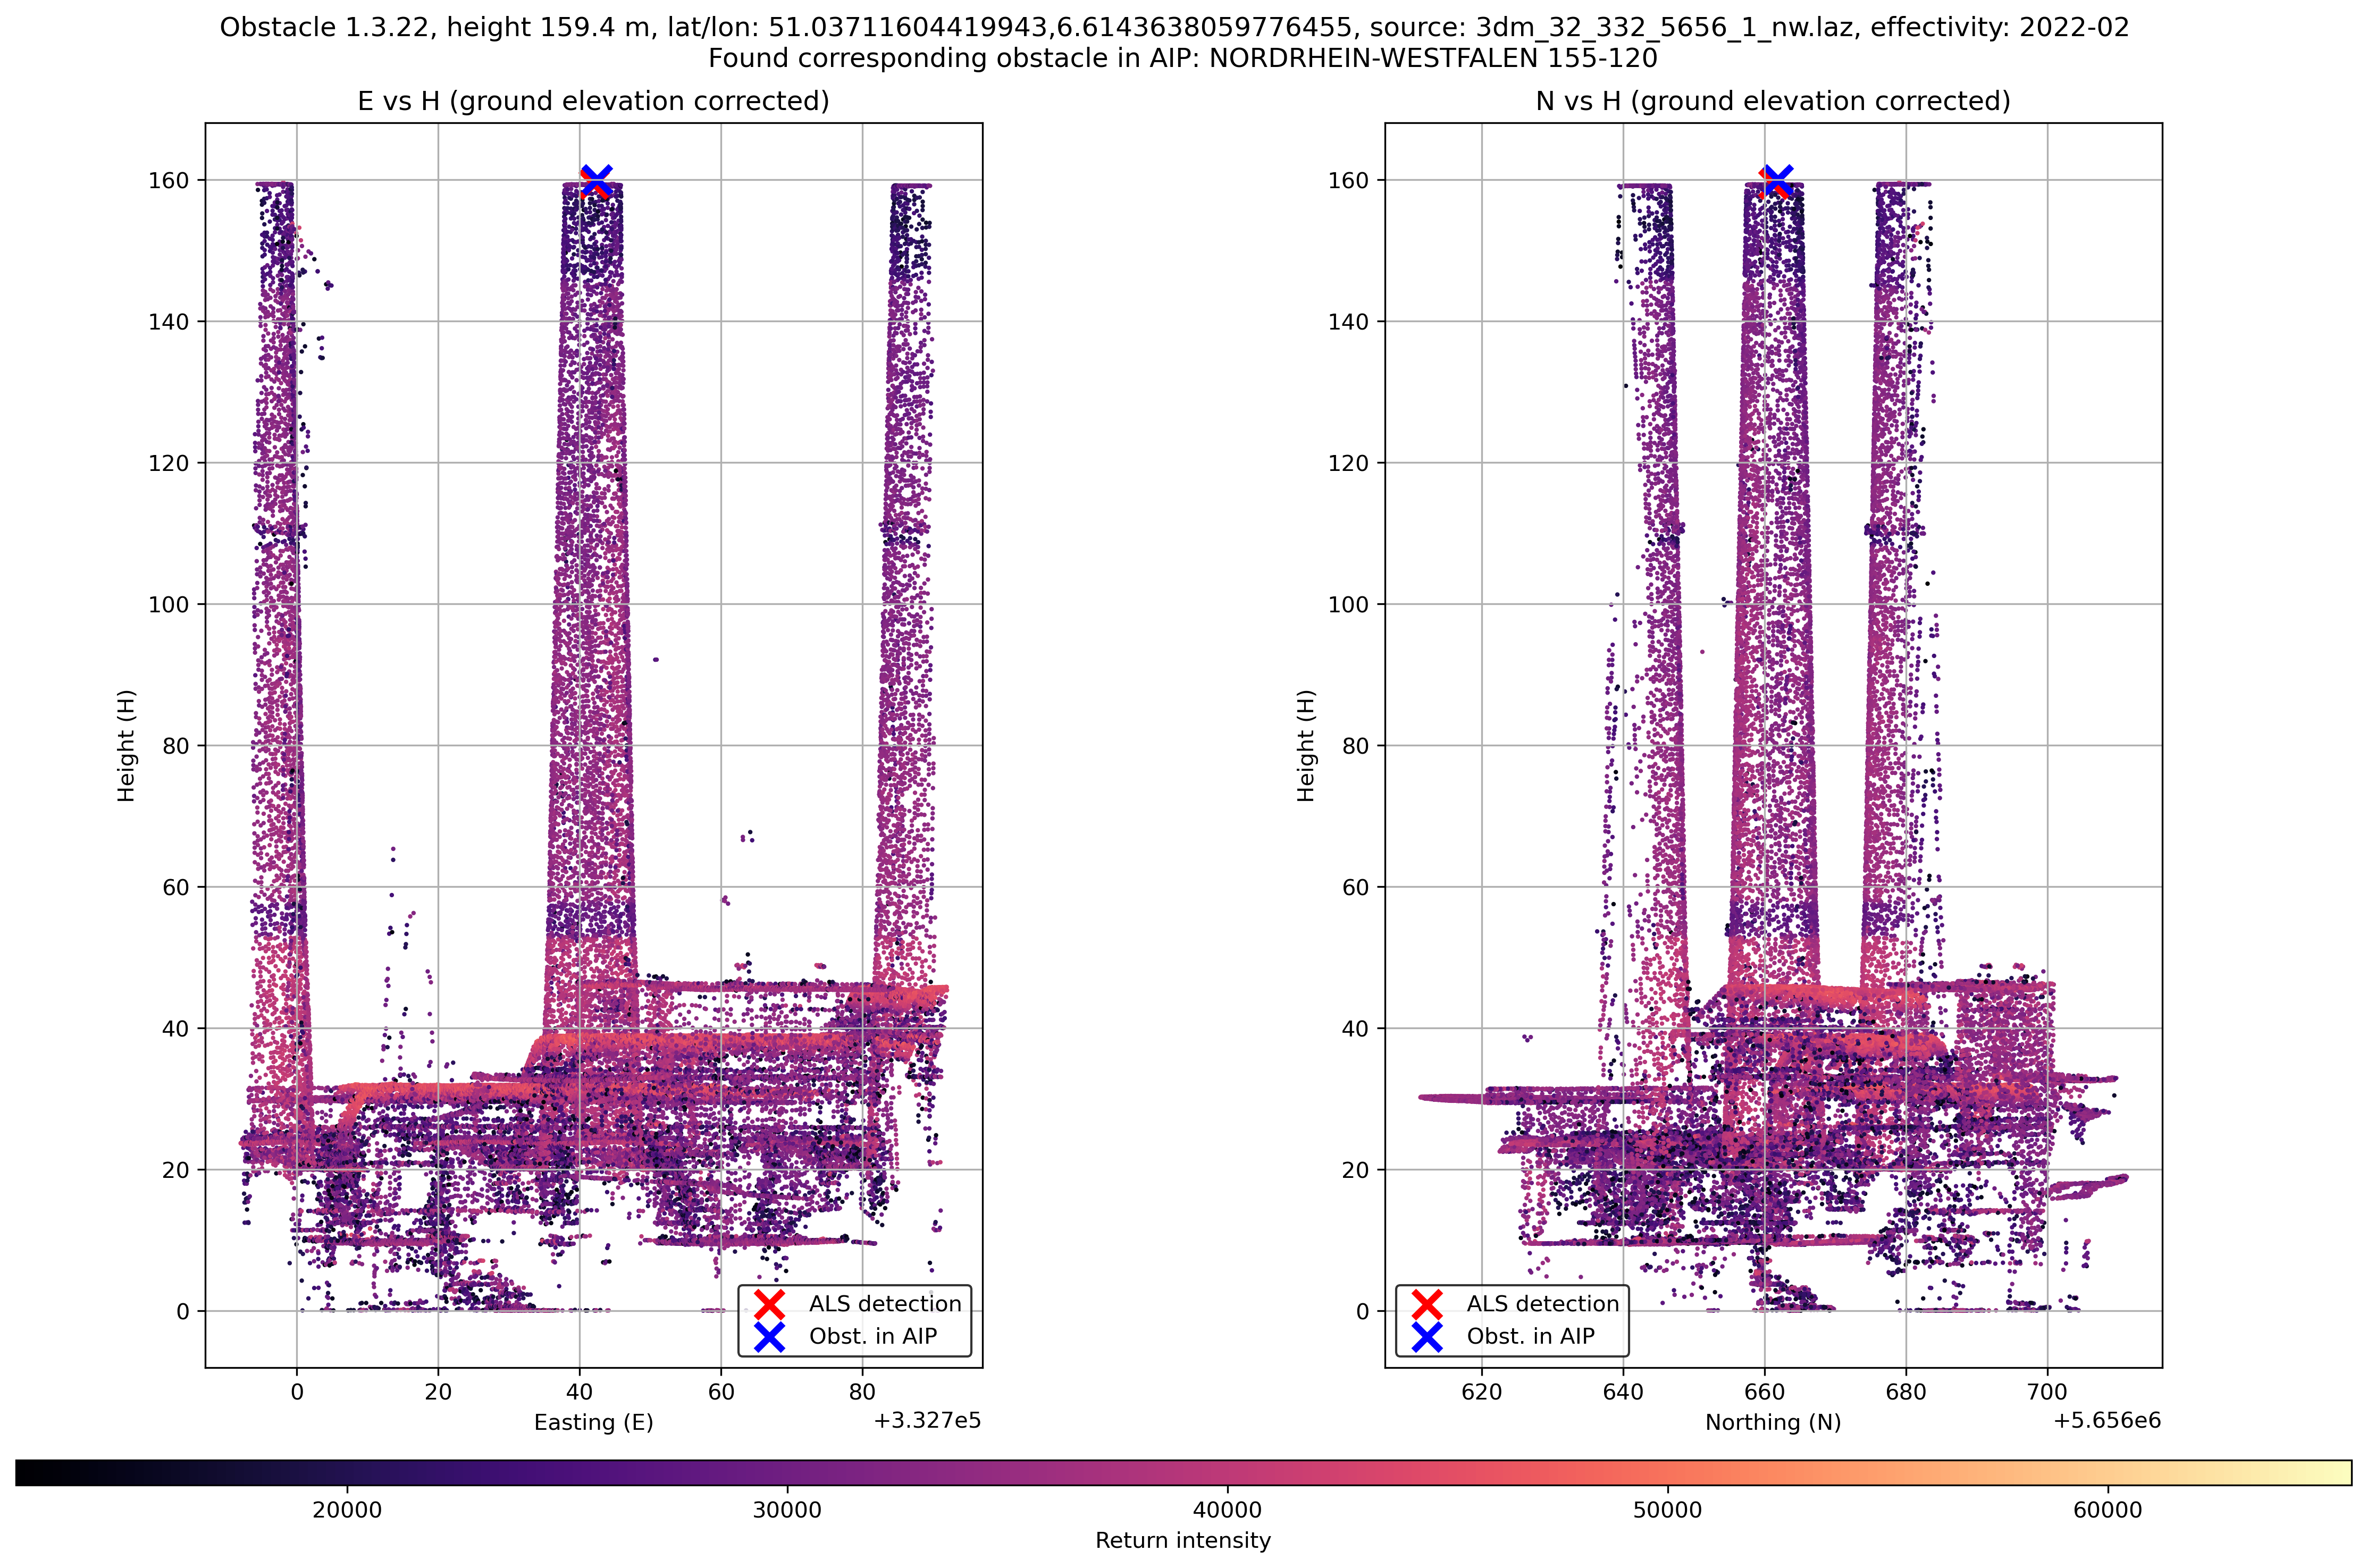 Obstacle 1.3.22, height 159.4 m, lat/lon: 51.03711604419943,6.6143638059776455, source: 3dm_32_332_5656_1_nw.laz, effectivity: 2022-02
Found corresponding obstacle in AIP: NORDRHEIN-WESTFALEN 155-120
E vs H (ground elevation corrected)
160
140
120
100
80
60
40
20
0
Height (H)
ALS detection
Obst. in AIP
0 20 40 60 80
Easting (E)
+3.327e5
N vs H (ground elevation corrected)
160
140
120
100
80
60
40
20
0
Height (H)
ALS detection
Obst. in AIP
620 640 660 680 700
Northing (N)
+5.656e6
20000 30000 40000 50000 60000
Return intensity